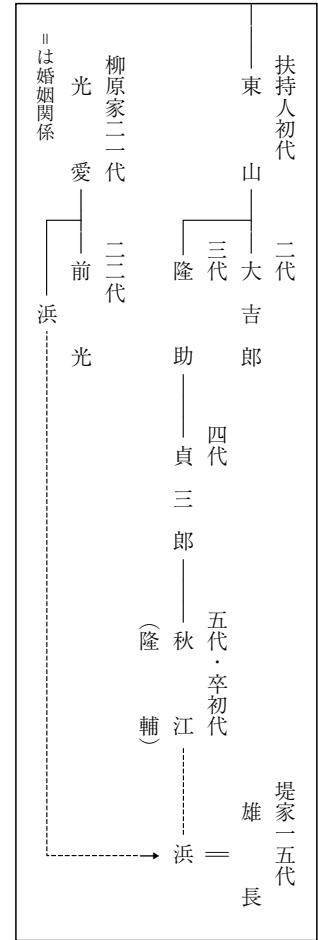 堤家一五代
雄長
＝
浜
扶持人初代
東山
二代
大吉郎
三代
隆助
四代
貞三郎
五代・卒初代
秋江
（隆輔）
柳原家二一代
光愛
二二代
前光
浜
＝は婚姻関係